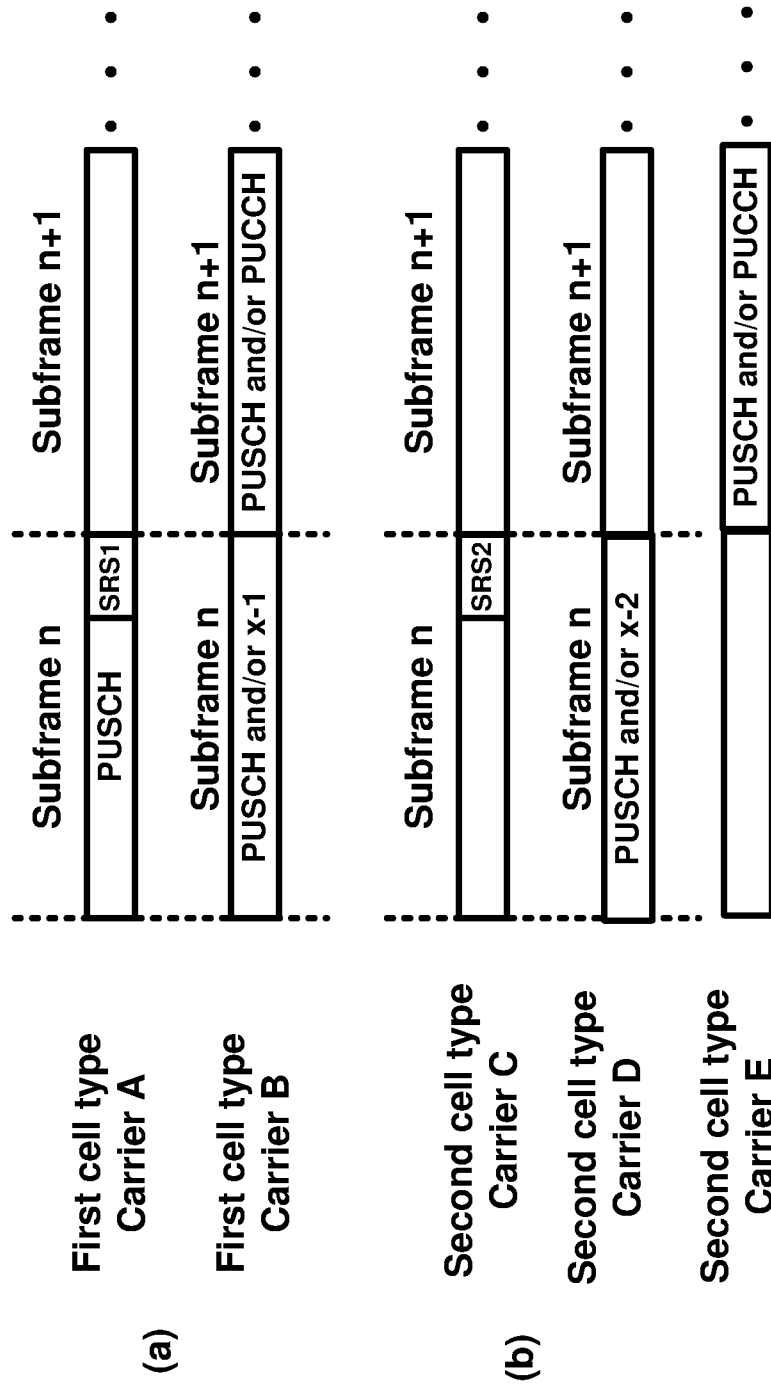 (a)
Subframe n
Subframe n+1
First cell type
Carrier A
PUSCH
SRS1
Subframe n
Subframe n+1
First cell type
Carrier B
PUSCH and/or x-1
PUSCH and/or PUCCH
(b)
Subframe n
Subframe n+1
Second cell type
Carrier C
SRS2
Subframe n
Subframe n+1
Second cell type
Carrier D
PUSCH and/or x-2
Second cell type
Carrier E
PUSCH and/or PUCCH